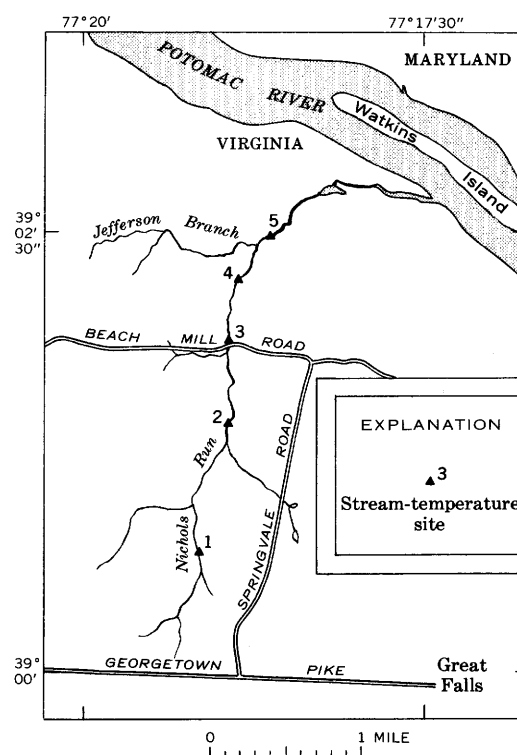 77°20'
77°17'30"
MARYLAND
POTOMAC
RIVER
Watkins
Island
VIRGINIA
39°
02'
30"
Jefferson Branch
5
4
3
BEACH MILL ROAD
2
EXPLANATION
3
Stream-temperature
site
Nichols Run
1
SPRINGVALE ROAD
39°
00'
GEORGETOWN PIKE
Great
Falls
0 1 MILE